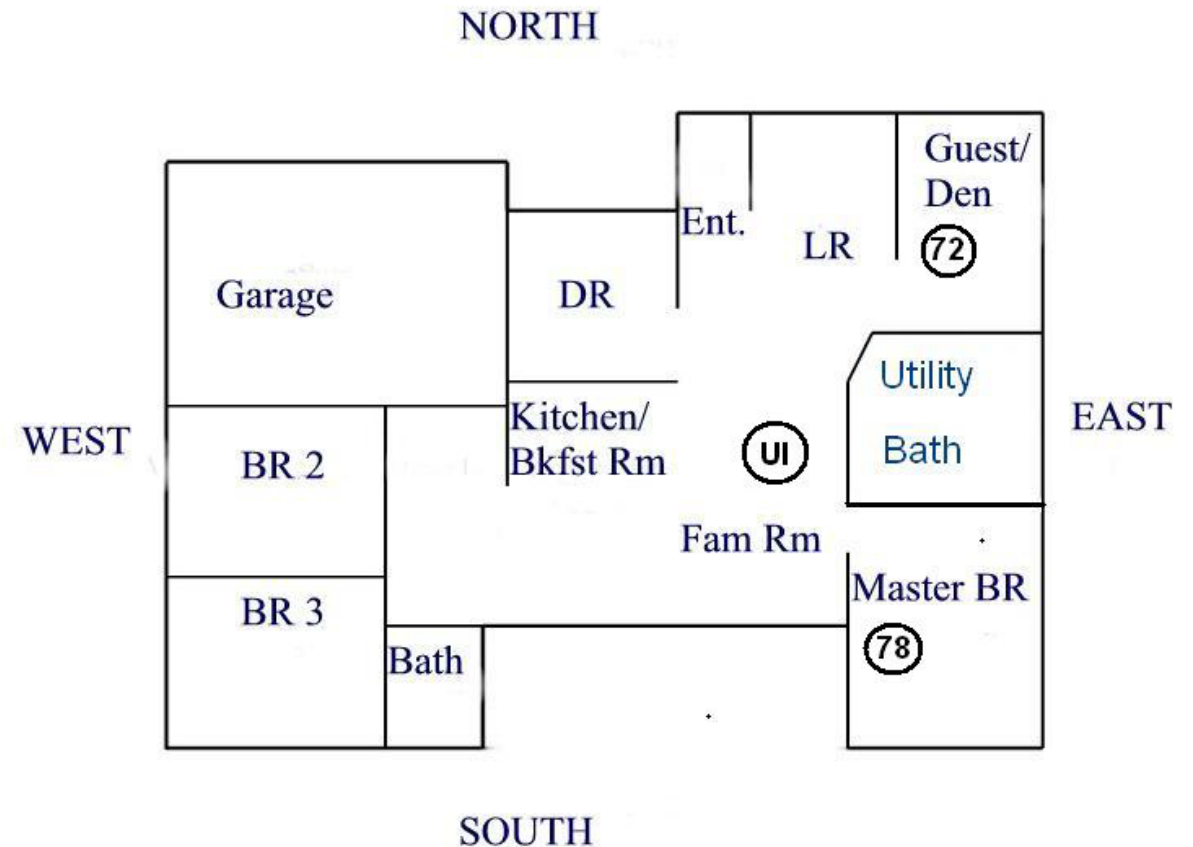 NORTH
Guest/
Den
72
Ent.
LR
Garage
DR
Utility
Bath
WEST
EAST
Kitchen/
Bkfst Rm
BR 2
UI
Fam Rm
Master BR
78
BR 3
Bath
SOUTH